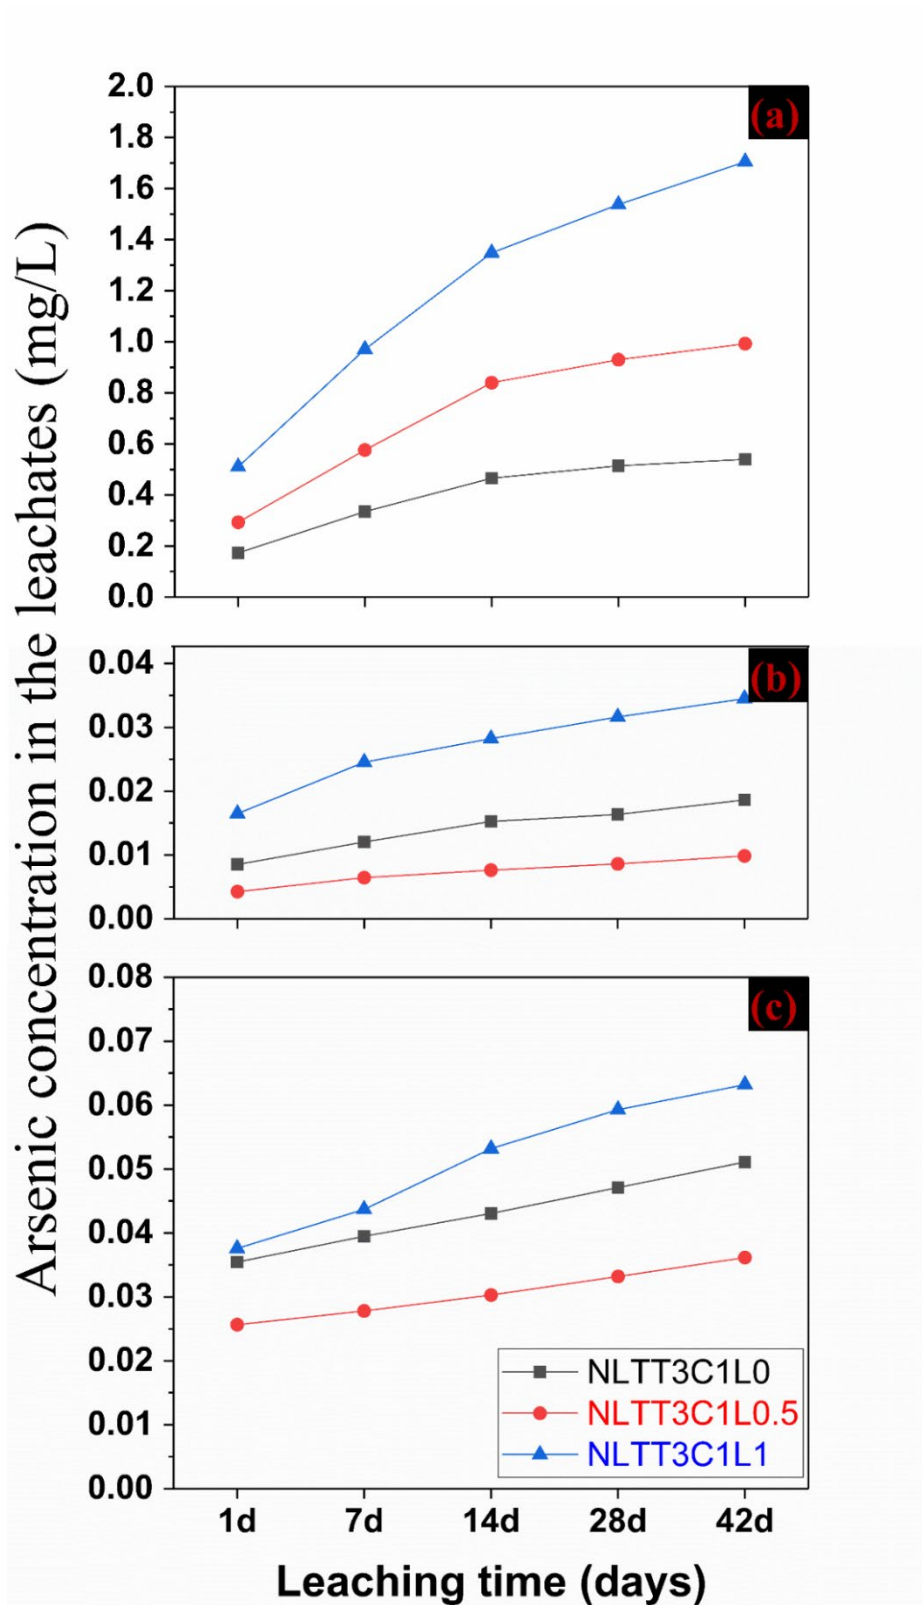 Arsenic concentration in the leachates (mg/L)
(a)
2.0
1.8
1.6
1.4
1.2
1.0
0.8
0.6
0.4
0.2
0.0
(b)
0.04
0.03
0.02
0.01
0.00
(c)
0.08
0.07
0.06
0.05
0.04
0.03
0.02
0.01
0.00
NLTT3C1L0
NLTT3C1L0.5
NLTT3C1L1
1d 7d 14d 28d 42d
Leaching time (days)